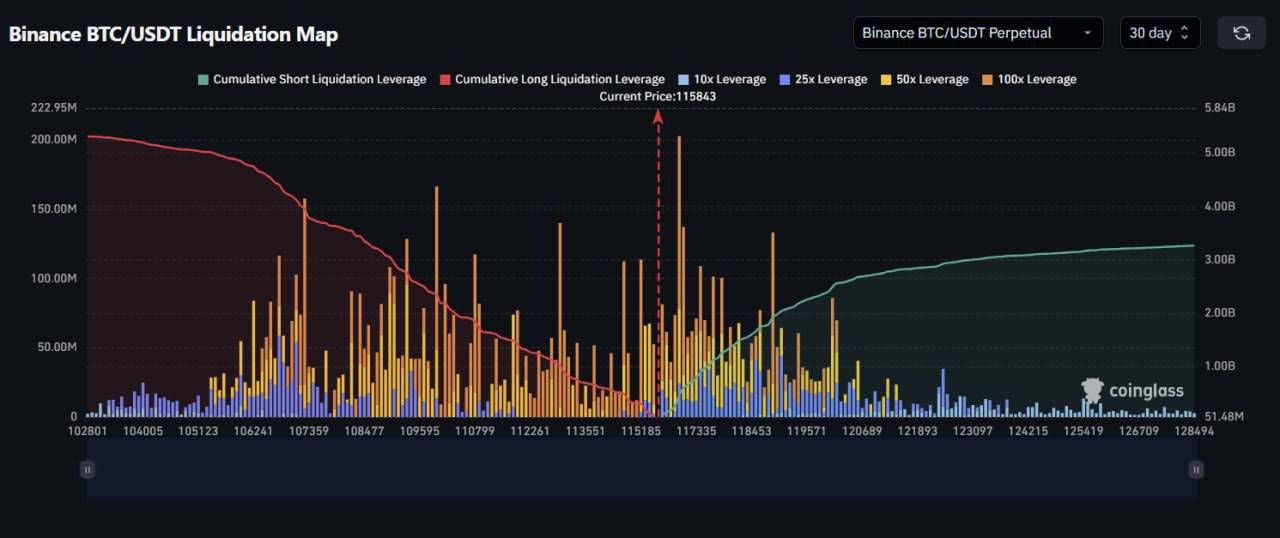 Binance BTC/USDT Liquidation Map
Binance BTC/USDT Perpetual
30 day
Cumulative Short Liquidation Leverage
Cumulative Long Liquidation Leverage
10x Leverage
25x Leverage
50x Leverage
100x Leverage
Current Price:115843
222.95M
200.00M
150.00M
100.00M
50.00M
0
5.84B
5.00B
4.00B
3.00B
2.00B
1.00B
51.48M
coinglass
102801 104005 105123 106241 107359 108477 109595 110799 112261 113551 115185 117335 118453 119571 120689 121893 123097 124215 125419 126709 128494